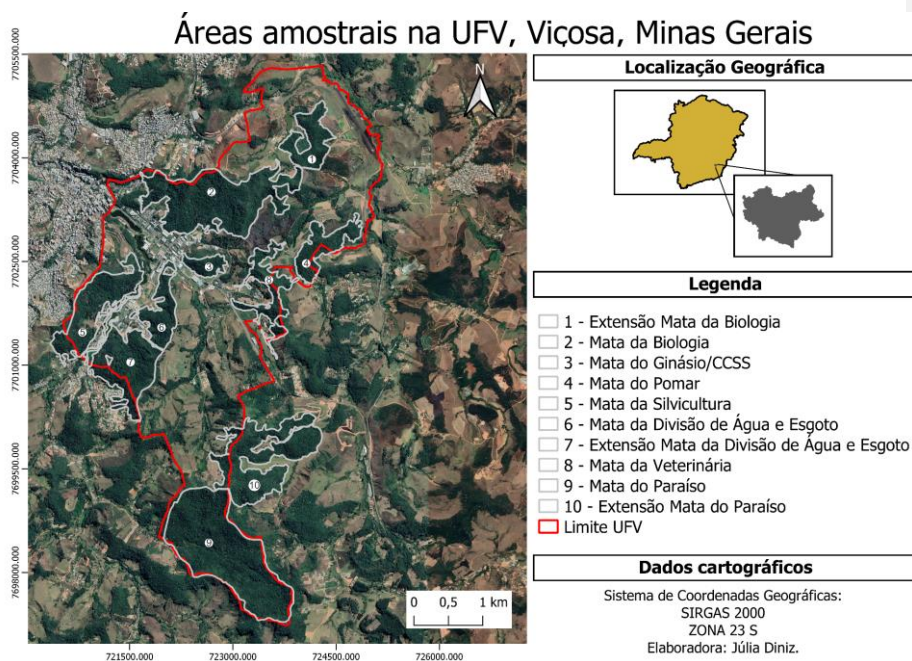 Áreas amostrais na UFV, Viçosa, Minas Gerais
7705500.000
7704000.000
7702500.000
7701000.000
7699500.000
7698000.000
721500.000
723000.000
724500.000
726000.000
N
1
2
3
4
5
6
7
9
10
0 0,5 1 km
Localização Geográfica
Legenda
1 - Extensão Mata da Biologia
2 - Mata da Biologia
3 - Mata do Ginásio/CCSS
4 - Mata do Pomar
5 - Mata da Silvicultura
6 - Mata da Divisão de Água e Esgoto
7 - Extensão Mata da Divisão de Água e Esgoto
8 - Mata da Veterinária
9 - Mata do Paraíso
10 - Extensão Mata do Paraíso
Limite UFV
Dados cartográficos
Sistema de Coordenadas Geográficas:
SIRGAS 2000
ZONA 23 S
Elaboradora: Júlia Diniz.